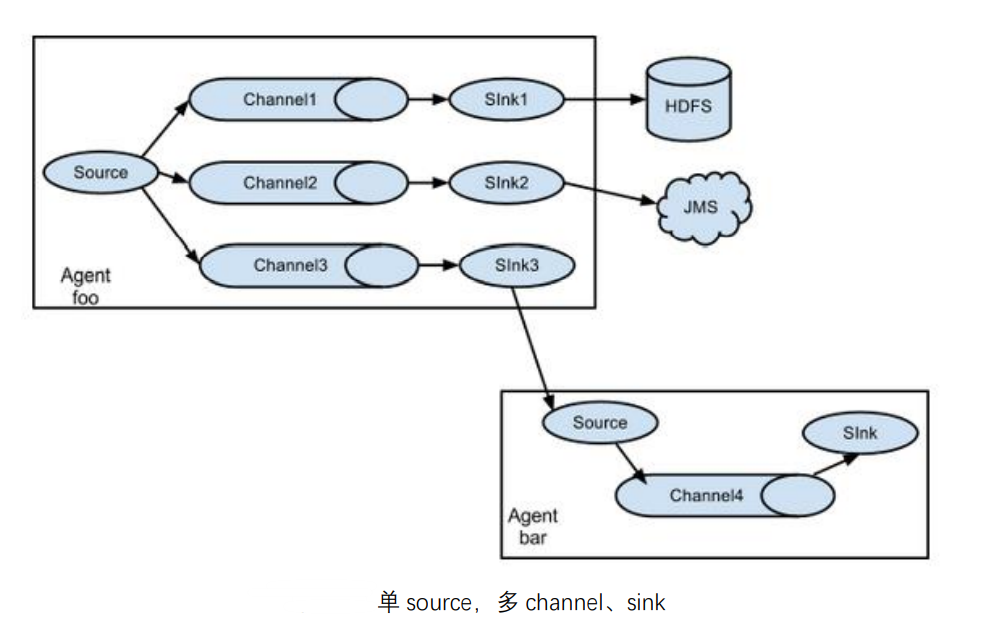 Channel1
SInk1
HDFS
Source
Channel2
SInk2
JMS
Channel3
SInk3
Agent
foo
Source
SInk
Channel4
Agent
bar
单 source，多 channel、sink